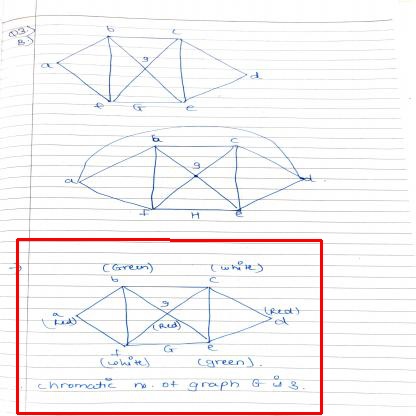 Q3.)
B.)
b c
a g d
f G e
b c
a g d.
f H e
(Green) (white)
b c
a g (Red)
(Red) (Red) d
f G e
(white) (green).
chromatic no. of graph G is 3.